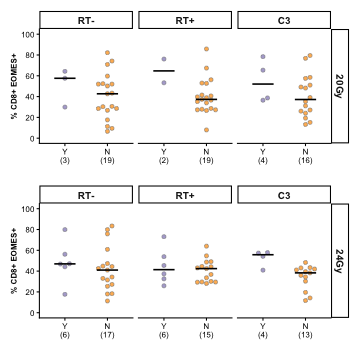 RT- RT+ C3
% CD8+ EOMES+
100
80
60
40
20
0
20Gy
Y N Y N Y N
(3) (19) (2) (19) (4) (16)
RT- RT+ C3
% CD8+ EOMES+
100
80
60
40
20
0
24Gy
Y N Y N Y N
(6) (17) (6) (15) (4) (13)